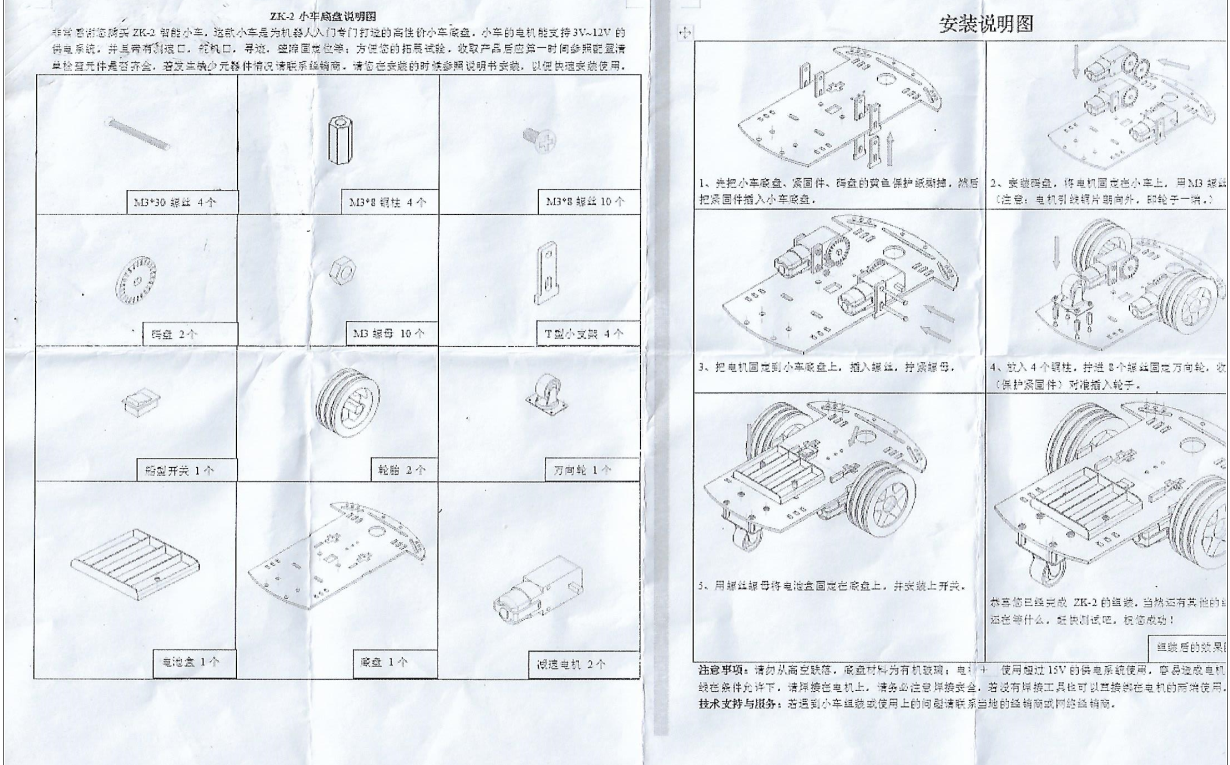 ZK-2 小车底盘说明图
非常感谢您购买 ZK-2 智能小车，这款小车是为机器人入门专门打造的高性价小车底盘，小车的电机能支持 3V~12V 的
供电系统，并且带有测速口，舵机口，寻迹，壁障固定位等；方便您的拓展试验，收取产品后您第一时间参照配置清
单检查元件是否齐全，若发生缺少元器件情况请联系经销商。请您在安装的时候参照说明书安装，以便快速安装使用。
M3*30 螺丝 4个
M3*8 铜柱 4个
M3*8 螺丝 10个
码盘 2个
M3 螺母 10个
T型小支架 4个
船型开关 1个
轮胎 2个
万向轮 1个
电池盒 1个
底盘 1个
减速电机 2个
安装说明图
1、先把小车底盘、紧固件、码盘的黄色保护纸撕掉，然后
把紧固件插入小车底盘。
2、安装码盘，将电机固定在小车上，用M3 螺丝
（注意：电机引线铜片朝向外，即轮子一端。）
3、把电机固定到小车底盘上，插入螺丝，拧紧螺母。
4、放入4个铜柱，拧进8个螺丝固定万向轮，收
（保护紧固件）对准插入轮子。
5、用螺丝螺母将电池盒固定在底盘上，并安装上开关。
恭喜您已经完成 ZK-2 的组装，当然还有其他的
还在等什么，赶快测试吧，祝您成功！
组装后的效果
注意事项：请勿从高空跌落，底盘材料为有机玻璃；电 使用超过 15V 的供电系统使用，容易造成电机
线在条件允许下，请焊接在电机上，请务必注意焊接安全，若没有焊接工具也可以直接绑在电机的两端使用
技术支持与服务：若遇到小车组装或使用上的问题请联系当地的经销商或网络经销商。